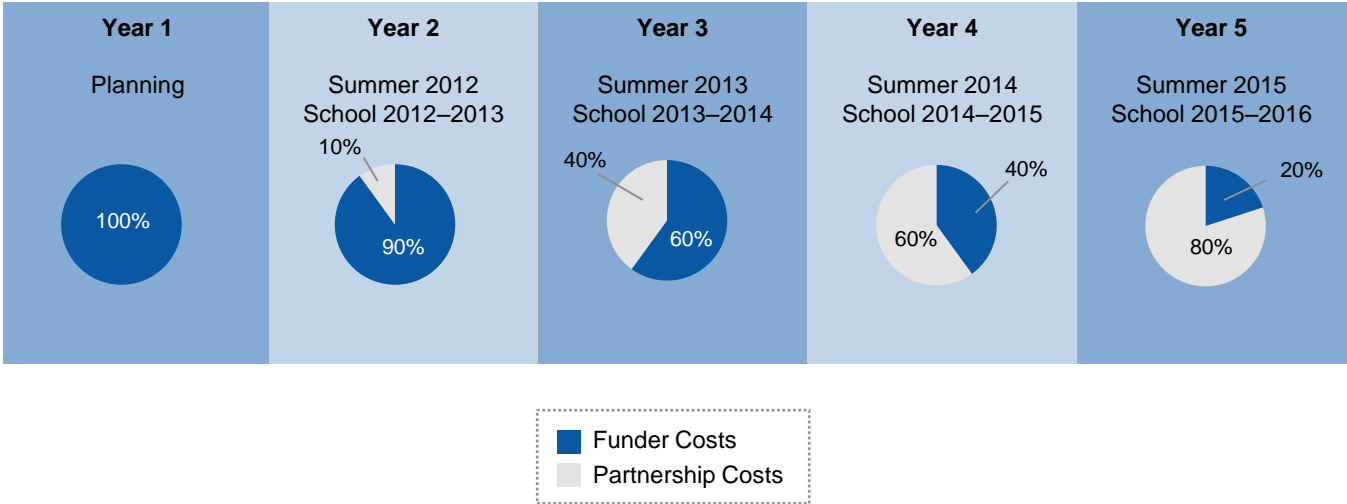 Year 1
Planning
100%
Year 2
Summer 2012
School 2012–2013
10%
90%
Year 3
Summer 2013
School 2013–2014
40%
60%
Year 4
Summer 2014
School 2014–2015
40%
60%
Year 5
Summer 2015
School 2015–2016
20%
80%
Funder Costs
Partnership Costs